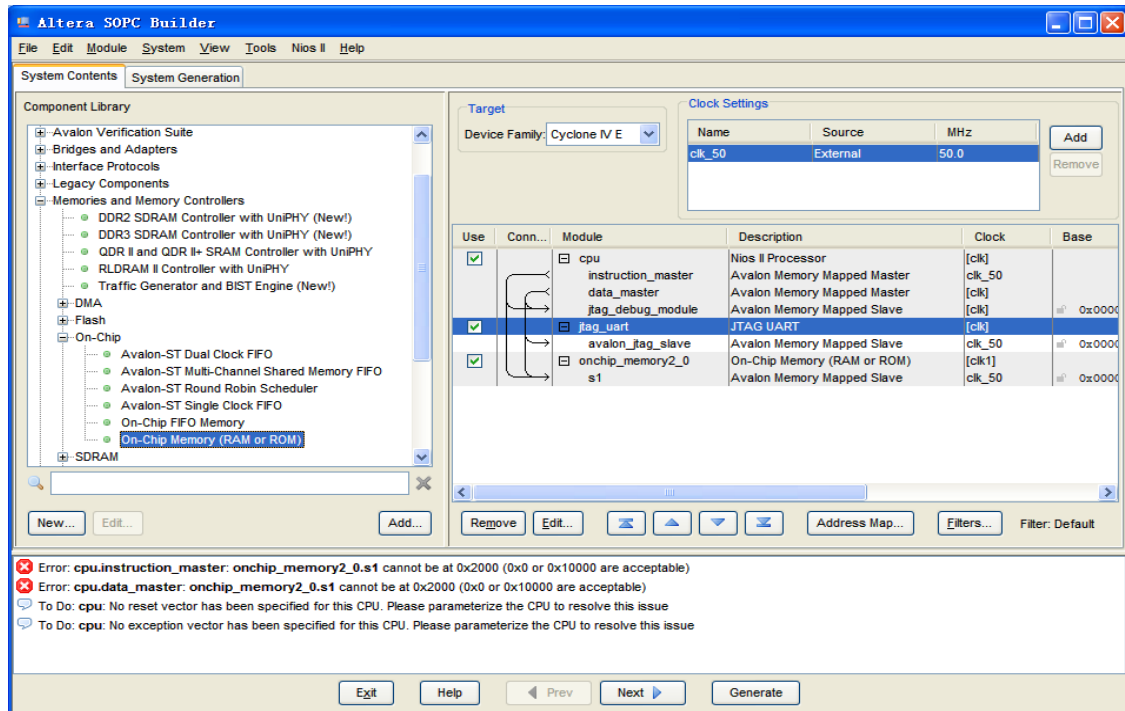 Altera SOPC Builder
File Edit Module System View Tools Nios II Help
System Contents System Generation
Component Library
Avalon Verification Suite
Bridges and Adapters
Interface Protocols
Legacy Components
Memories and Memory Controllers
DDR2 SDRAM Controller with UniPHY (New!)
DDR3 SDRAM Controller with UniPHY (New!)
QDR II and QDR II+ SRAM Controller with UniPHY
RLDRAM II Controller with UniPHY
Traffic Generator and BIST Engine (New!)
DMA
Flash
On-Chip
Avalon-ST Dual Clock FIFO
Avalon-ST Multi-Channel Shared Memory FIFO
Avalon-ST Round Robin Scheduler
Avalon-ST Single Clock FIFO
On-Chip FIFO Memory
On-Chip Memory (RAM or ROM)
SDRAM
New... Edit... Add...
Target
Device Family: Cyclone IV E
Clock Settings
Name Source MHz
clk_50 External 50.0
Add
Remove
Use Conn... Module Description Clock Base
cpu Nios II Processor [clk]
instruction_master Avalon Memory Mapped Master clk_50
data_master Avalon Memory Mapped Master [clk]
jtag_debug_module Avalon Memory Mapped Slave [clk] 0x0000
jtag_uart JTAG UART [clk]
avalon_jtag_slave Avalon Memory Mapped Slave clk_50 0x0000
onchip_memory2_0 On-Chip Memory (RAM or ROM) [clk1]
s1 Avalon Memory Mapped Slave clk_50 0x0000
Remove Edit... Address Map... Filters... Filter: Default
Error: cpu.instruction_master: onchip_memory2_0.s1 cannot be at 0x2000 (0x0 or 0x10000 are acceptable)
Error: cpu.data_master: onchip_memory2_0.s1 cannot be at 0x2000 (0x0 or 0x10000 are acceptable)
To Do: cpu: No reset vector has been specified for this CPU. Please parameterize the CPU to resolve this issue
To Do: cpu: No exception vector has been specified for this CPU. Please parameterize the CPU to resolve this issue
Exit Help Prev Next Generate